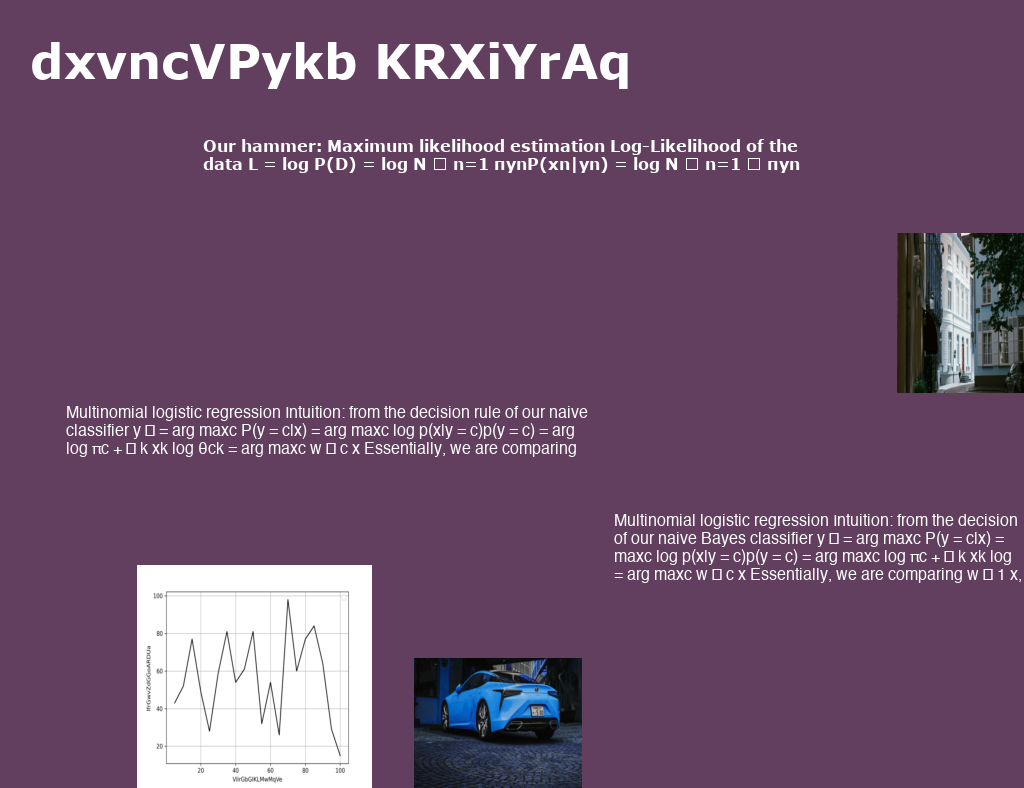 dxvncVPykb KRXiYrAq
Our hammer: Maximum likelihood estimation Log-Likelihood of the
data L = log P(D) = log N □ n=1 πynP(xn|yn) = log N □ n=1 □ πyn
Multinomial logistic regression Intuition: from the decision rule of our naive
classifier y □ = arg maxc P(y = c|x) = arg maxc log p(x|y = c)p(y = c) = arg
log πc + □ k xk log θck = arg maxc w □ c x Essentially, we are comparing
Multinomial logistic regression Intuition: from the decision
of our naive Bayes classifier y □ = arg maxc P(y = c|x) =
maxc log p(x|y = c)p(y = c) = arg maxc log πc + □ k xk log
= arg maxc w □ c x Essentially, we are comparing w □ 1 x,
100
80
60
40
20
20 40 60 80 100